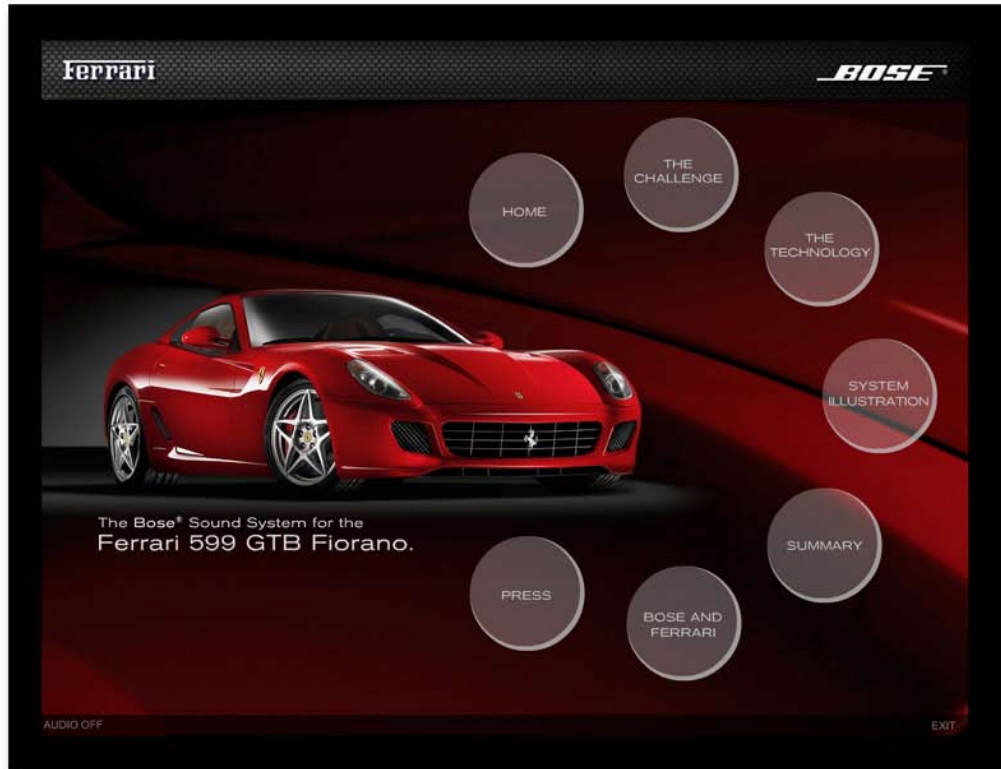 Ferrari
BOSE®
HOME
THE
CHALLENGE
THE
TECHNOLOGY
SYSTEM
ILLUSTRATION
SUMMARY
BOSE AND
FERRARI
PRESS
The Bose® Sound System for the
Ferrari 599 GTB Fiorano.
AUDIO OFF
EXIT